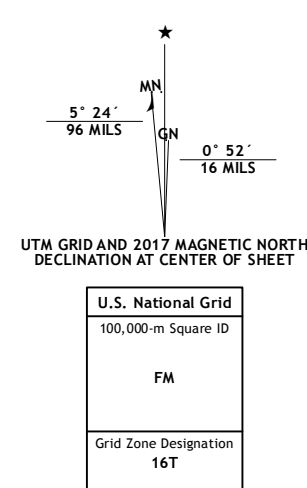 ★
MN
5° 24´
96 MILS
GN
0° 52´
16 MILS
UTM GRID AND 2017 MAGNETIC NORTH
DECLINATION AT CENTER OF SHEET
U.S. National Grid
100,000-m Square ID
FM
Grid Zone Designation
16T